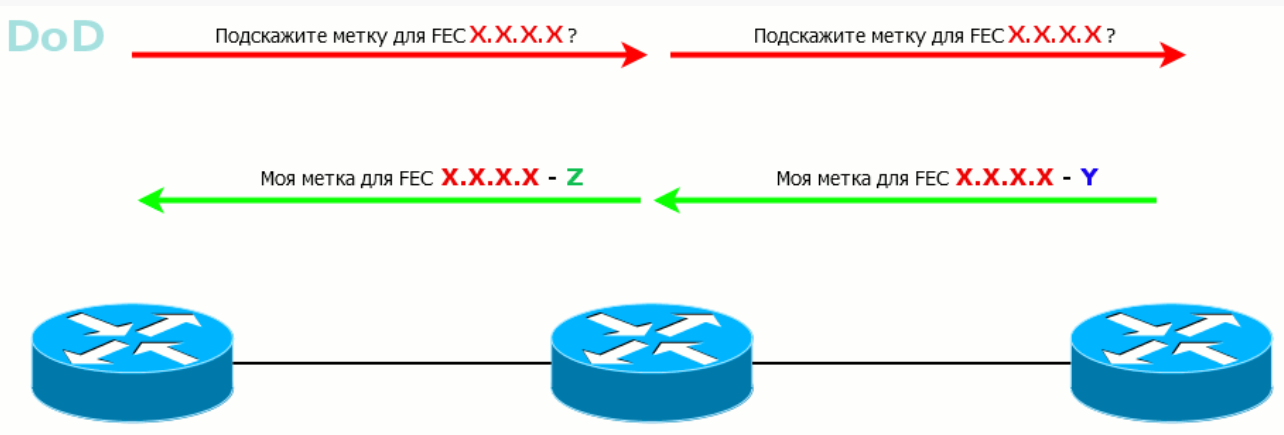 DoD
Подскажите метку для FEC X.X.X.X ?
Подскажите метку для FEC X.X.X.X ?
Моя метка для FEC X.X.X.X - Z
Моя метка для FEC X.X.X.X - Y